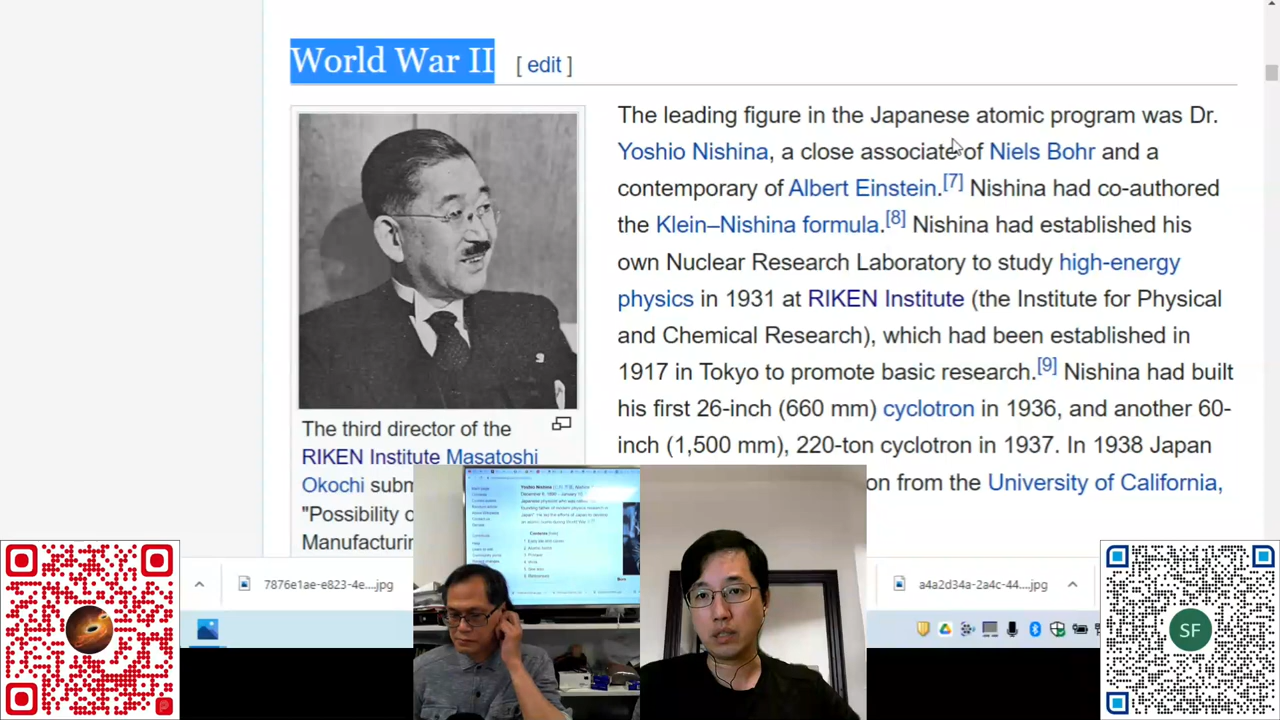 World War II [ edit ]
The leading figure in the Japanese atomic program was Dr.
Yoshio Nishina, a close associate of Niels Bohr and a
contemporary of Albert Einstein.[7] Nishina had co-authored
the Klein–Nishina formula.[8] Nishina had established his
own Nuclear Research Laboratory to study high-energy
physics in 1931 at RIKEN Institute (the Institute for Physical
and Chemical Research), which had been established in
1917 in Tokyo to promote basic research.[9] Nishina had built
his first 26-inch (660 mm) cyclotron in 1936, and another 60-
inch (1,500 mm), 220-ton cyclotron in 1937. In 1938 Japan
on from the University of California,
The third director of the
RIKEN Institute Masatoshi
Okochi subm
"Possibility o
Manufacturin
7876e1ae-e823-4e....jpg
a4a2d34a-2a4c-44....jpg
Yoshio Nishina
SF